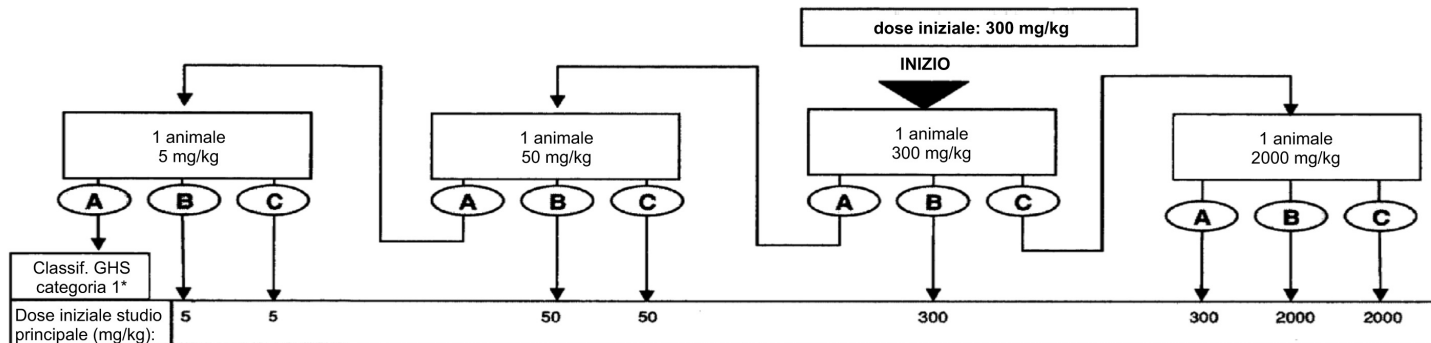 dose iniziale: 300 mg/kg
INIZIO
1 animale
5 mg/kg
1 animale
50 mg/kg
1 animale
300 mg/kg
1 animale
2000 mg/kg
A B C
A B C
A B C
A B C
Classif. GHS
categoria 1*
Dose iniziale studio
principale (mg/kg):
5 5 50 50 300 300 2000 2000